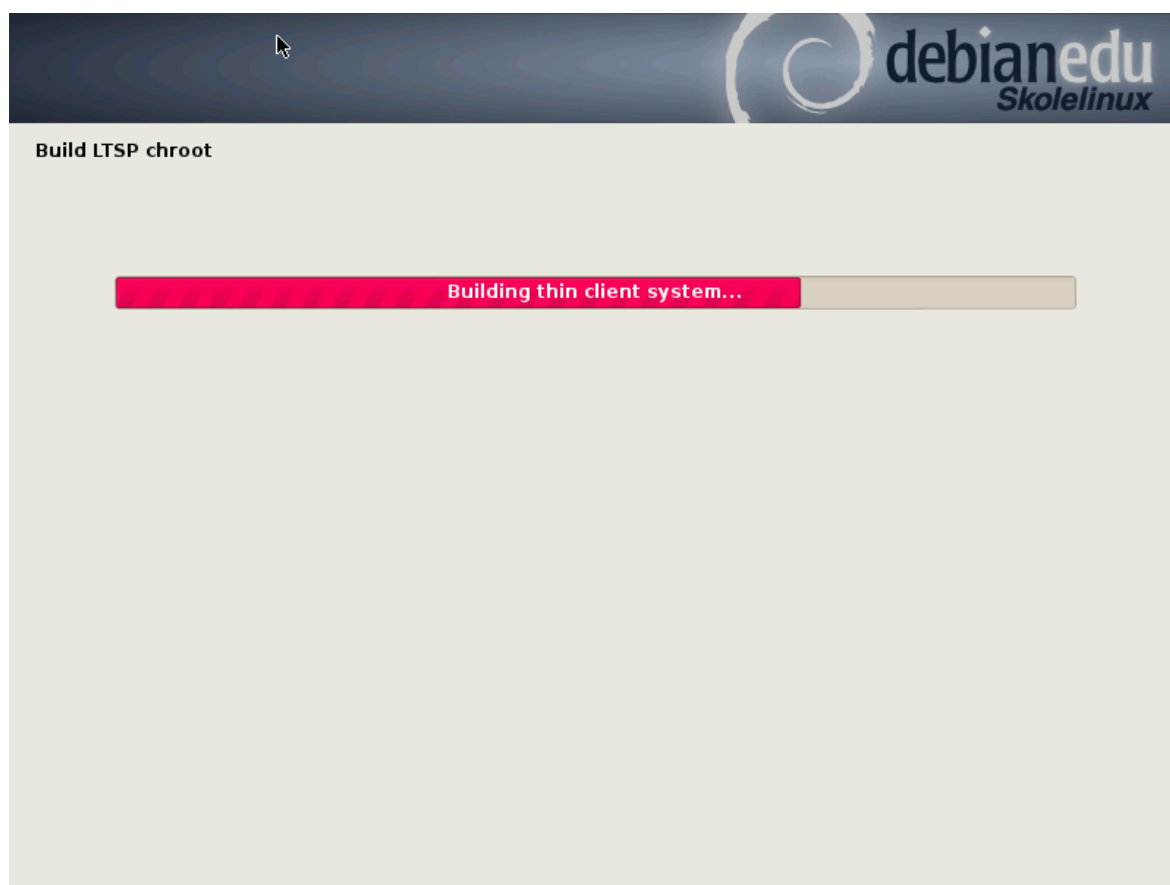 debianedu
Skolelinux
Build LTSP chroot
Building thin client system...